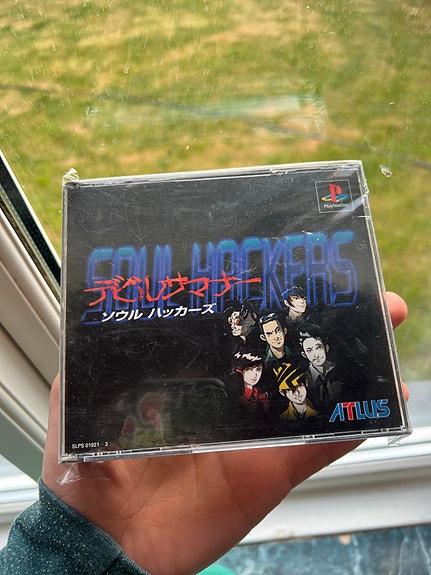 PlayStation
SOUL HACKERS
デビルサマナー
ソウル ハッカーズ
ATLUS
SLPS 01921 - 3